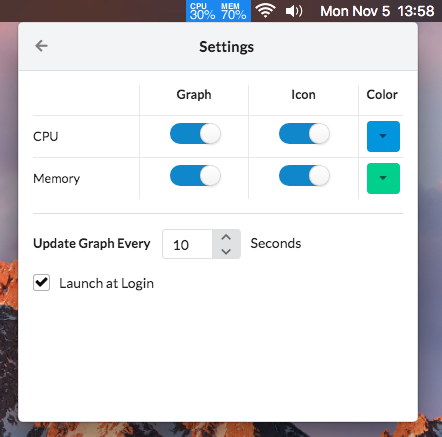 CPU MEM
30% 70%
Mon Nov 5 13:58
Settings
Graph Icon Color
CPU
Memory
Update Graph Every 10 Seconds
Launch at Login